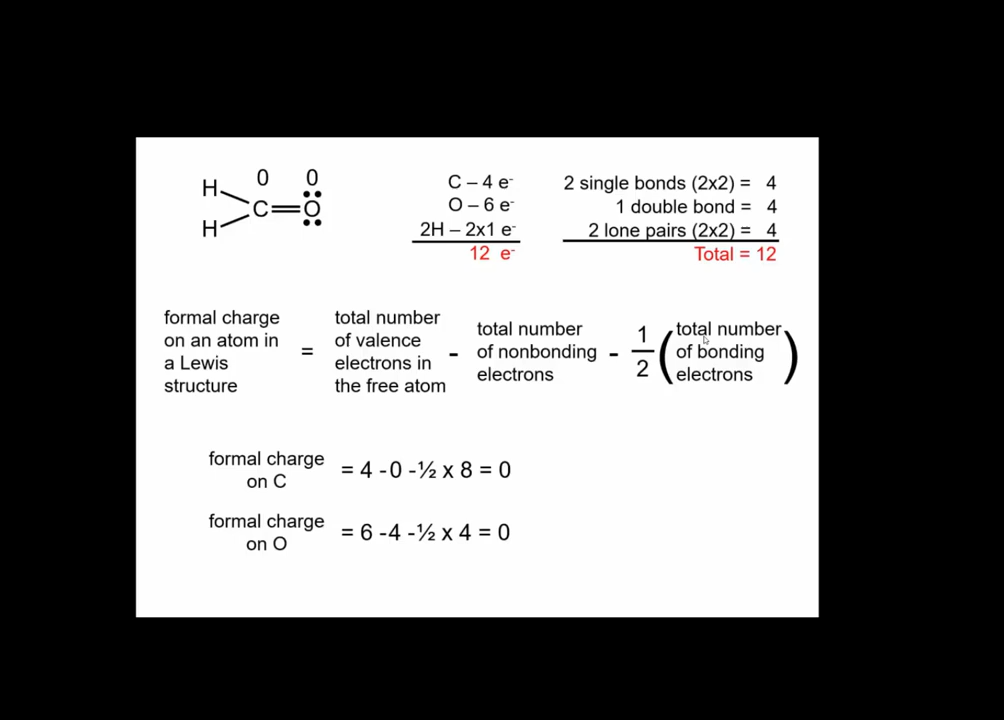 0 0
H
C O
H
C – 4 e-
O – 6 e-
2H – 2x1 e-
12 e-
2 single bonds (2x2) = 4
1 double bond = 4
2 lone pairs (2x2) = 4
Total = 12
formal charge
on an atom in
a Lewis
structure
=
total number
of valence
electrons in
the free atom
-
total number
of nonbonding
electrons
-
1
2
(
total number
of bonding
electrons
)
formal charge
on C
= 4 -0 -½ x 8 = 0
formal charge
on O
= 6 -4 -½ x 4 = 0